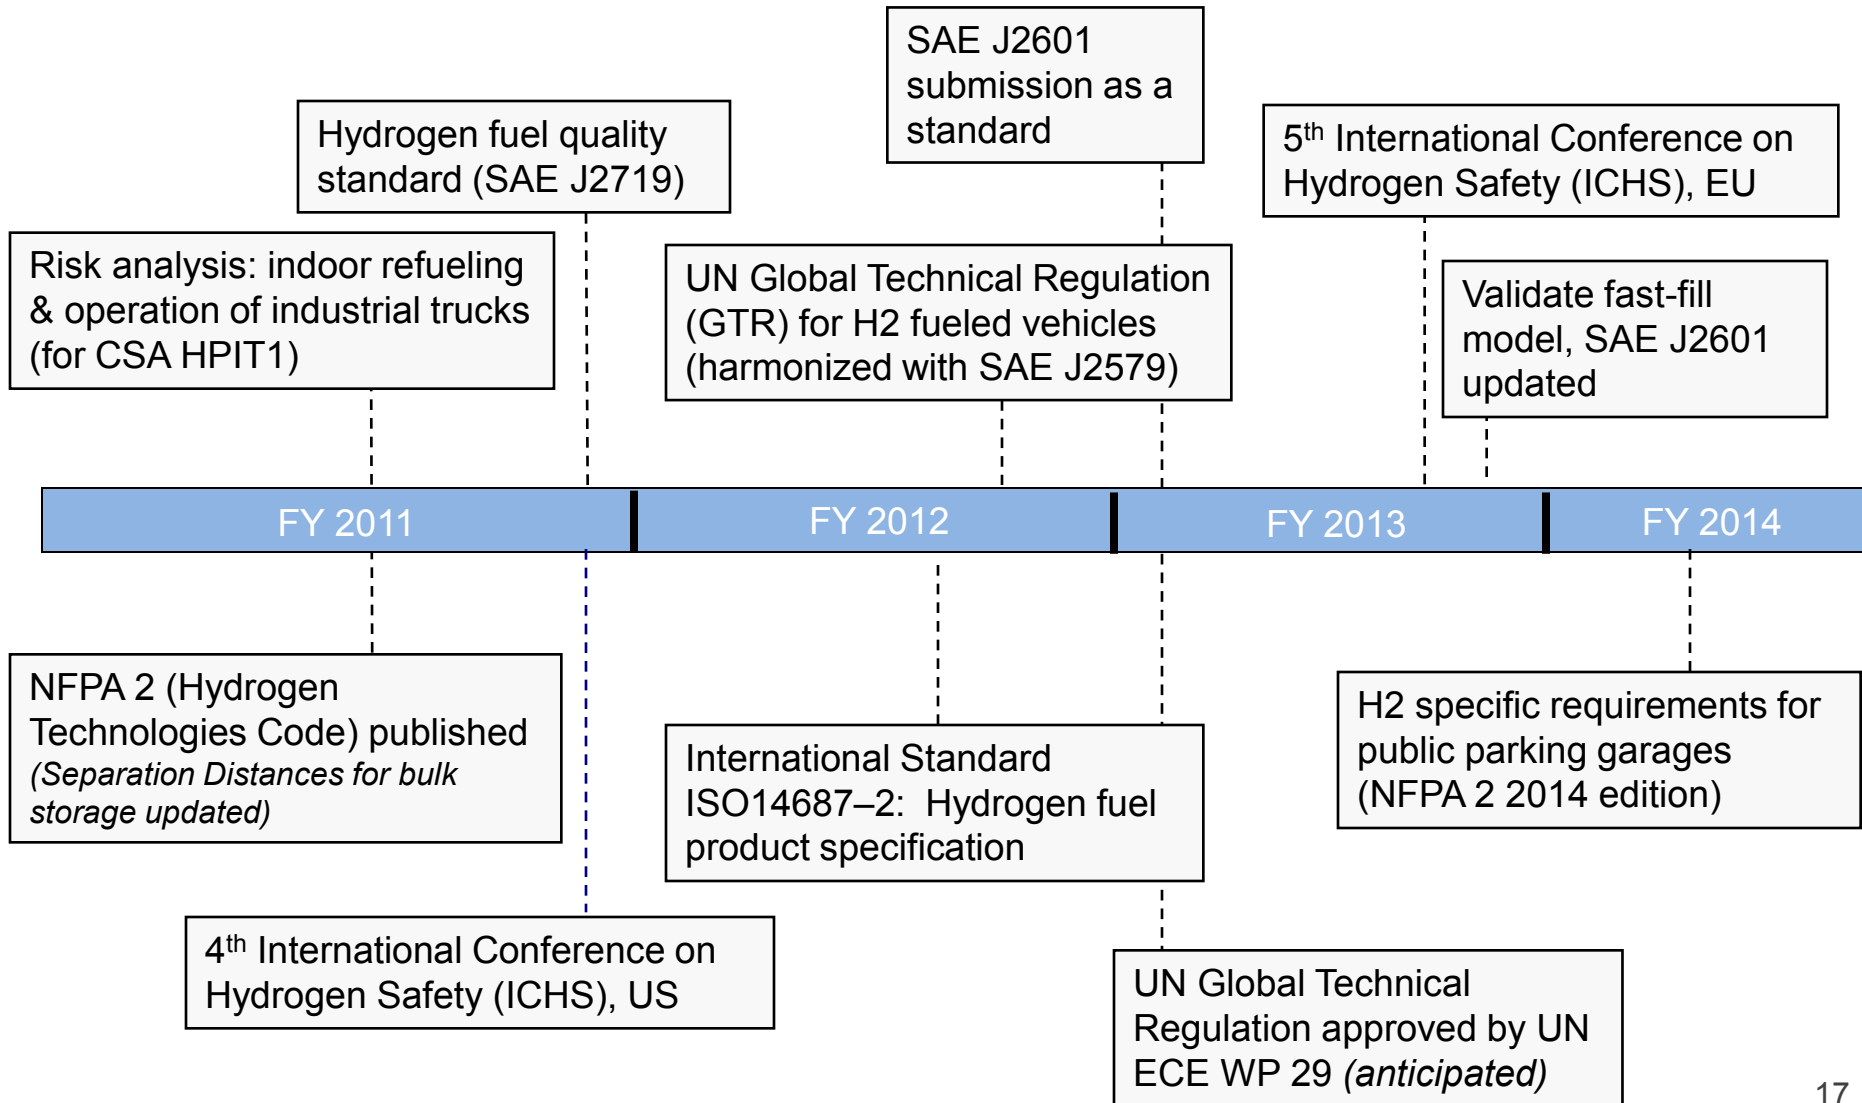 SAE J2601
submission as a
standard
Hydrogen fuel quality
standard (SAE J2719)
5th International Conference on
Hydrogen Safety (ICHS), EU
Risk analysis: indoor refueling
& operation of industrial trucks
(for CSA HPIT1)
UN Global Technical Regulation
(GTR) for H2 fueled vehicles
(harmonized with SAE J2579)
Validate fast-fill
model, SAE J2601
updated
FY 2011
FY 2012
FY 2013
FY 2014
NFPA 2 (Hydrogen
Technologies Code) published
(Separation Distances for bulk
storage updated)
International Standard
ISO14687–2:  Hydrogen fuel
product specification
H2 specific requirements for
public parking garages
(NFPA 2 2014 edition)
4th International Conference on
Hydrogen Safety (ICHS), US
UN Global Technical
Regulation approved by UN
ECE WP 29 (anticipated)
17